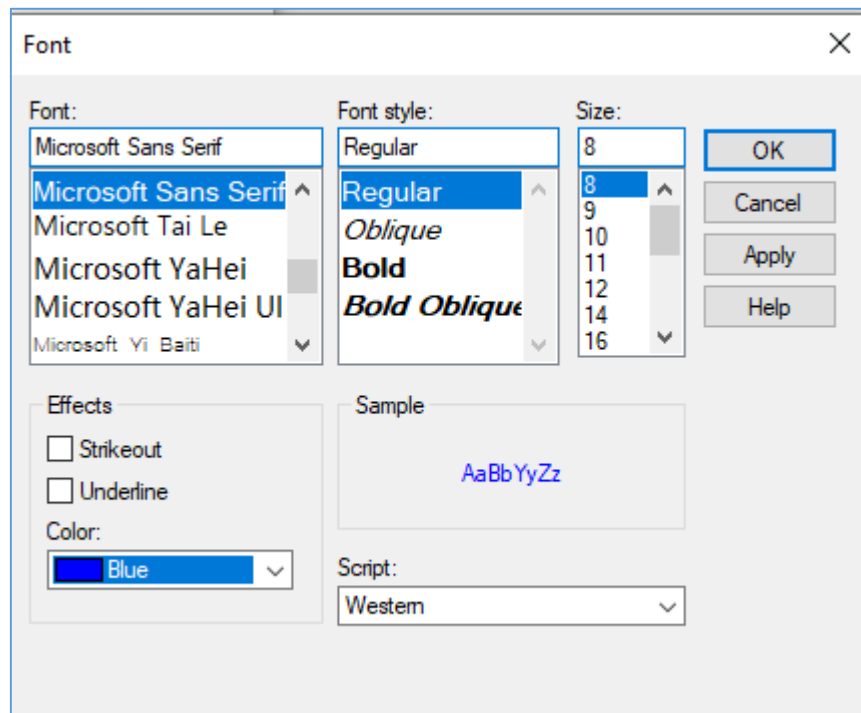 Font
Font:
Font style:
Size:
Microsoft Sans Serif
Regular
8
OK
Microsoft Sans Serif
Microsoft Tai Le
Microsoft YaHei
Microsoft YaHei UI
Microsoft Yi Baiti
Regular
Oblique
Bold
Bold Oblique
8
9
10
11
12
14
16
Cancel
Apply
Help
Effects
Strikeout
Underline
Color:
Blue
Sample
AaBbYyZz
Script:
Western